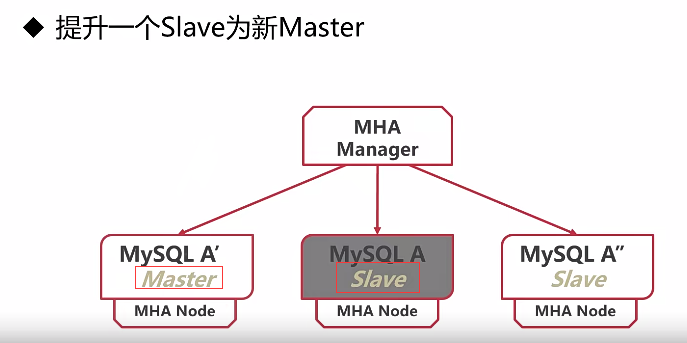 ◆ 提升一个Slave为新Master
MHA
Manager
MySQL A’
Master
MHA Node
MySQL A
Slave
MHA Node
MySQL A”
Slave
MHA Node